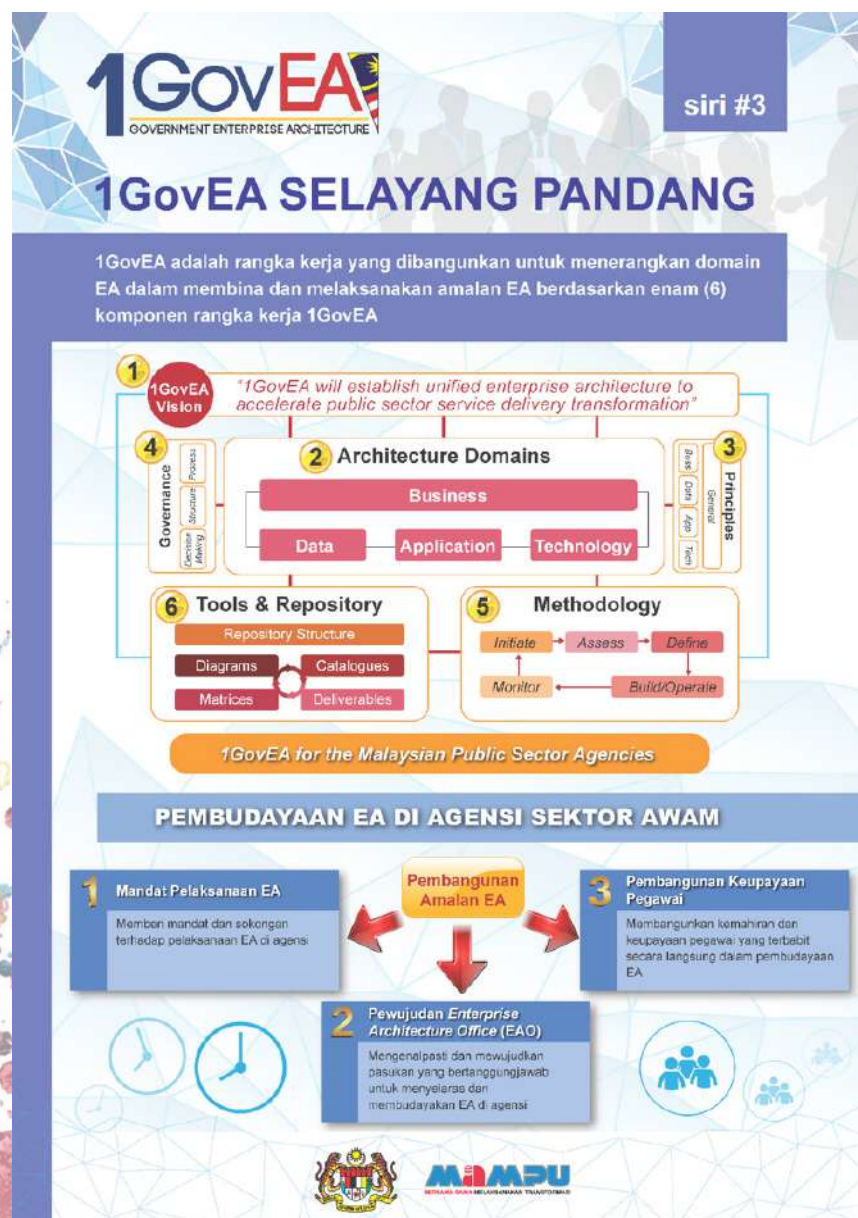 1GovEA
GOVERNMENT ENTERPRISE ARCHITECTURE
siri #3
1GovEA SELAYANG PANDANG
1GovEA adalah rangka kerja yang dibangunkan untuk menerangkan domain
EA dalam membina dan melaksanakan amalan EA berdasarkan enam (6)
komponen rangka kerja 1GovEA
1
1GovEA
Vision
"1GovEA will establish unified enterprise architecture to
accelerate public sector service delivery transformation"
4
Governance
Process
Structure
Decision
Making
2
Architecture Domains
Business
Data
Application
Technology
3
Principles
General
Buss
Data
App
Tech
6
Tools & Repository
Repository Structure
Diagrams
Catalogues
Matrices
Deliverables
5
Methodology
Initiate
Assess
Define
Monitor
Build/Operate
1GovEA for the Malaysian Public Sector Agencies
PEMBUDAYAAN EA DI AGENSI SEKTOR AWAM
Pembangunan
Amalan EA
1
Mandat Pelaksanaan EA
Memberi mandat dan sokongan
terhadap pelaksanaan EA di agensi
2
Pewujudan Enterprise
Architecture Office (EAO)
Mengenalpasti dan mewujudkan
pasukan yang bertanggungjawab
untuk menyelaras dan
membudayakan EA di agensi
3
Pembangunan Keupayaan
Pegawai
Membangunkan kemahiran dan
keupayaan pegawai yang terbabit
secara langsung dalam pembudayaan
EA
MAMPU